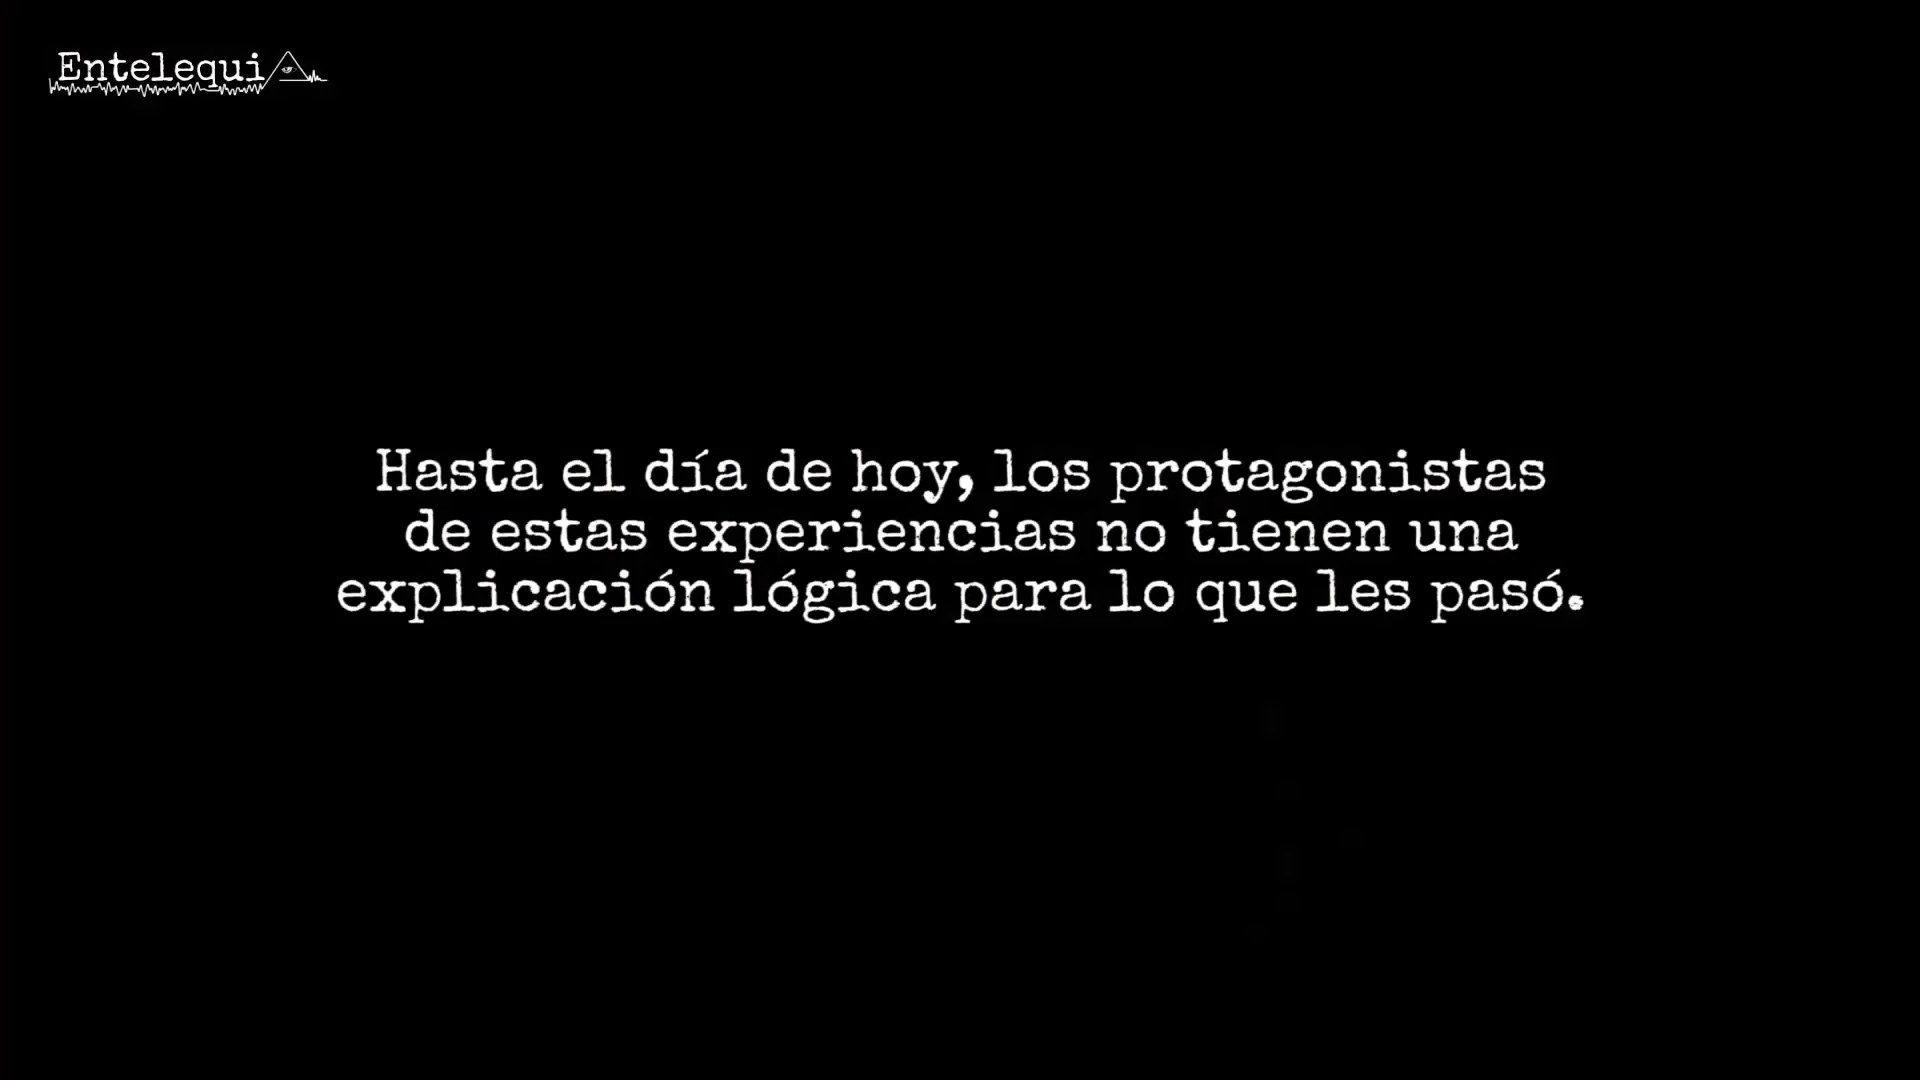 Entelequia
Hasta el día de hoy, los protagonistas
de estas experiencias no tienen una
explicación lógica para lo que les pasó.